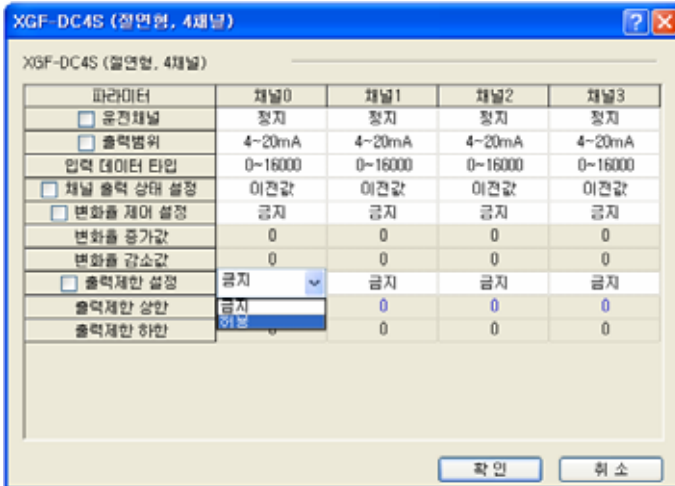 XGF-DC4S (절연형, 4채널)
XGF-DC4S (절연형, 4채널)
파라미터 채널0 채널1 채널2 채널3
운전채널 정지 정지 정지 정지
출력범위 4~20mA 4~20mA 4~20mA 4~20mA
입력 데이터 타입 0~16000 0~16000 0~16000 0~16000
채널 출력 상태 설정 이전값 이전값 이전값 이전값
변화율 제어 설정 금지 금지 금지 금지
변화율 증가값 0 0 0 0
변화율 감소값 0 0 0 0
출력제한 설정 금지 금지 금지 금지
출력제한 상한 금지 0 0 0
허용
출력제한 하한 0 0 0 0
확인 취소